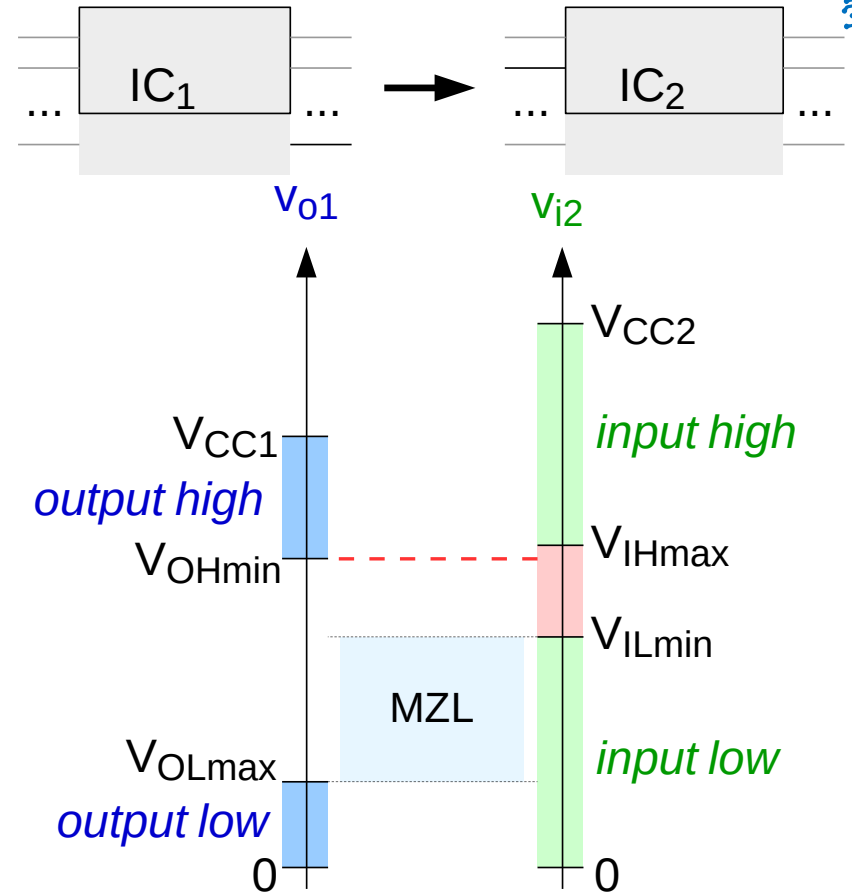 IC1
IC2
... ... ... ...
vo1
vi2
VCC2
VCC1
input high
output high
VIHmax
VOHmin
VILmin
MZL
VOLmax
input low
output low
0
0